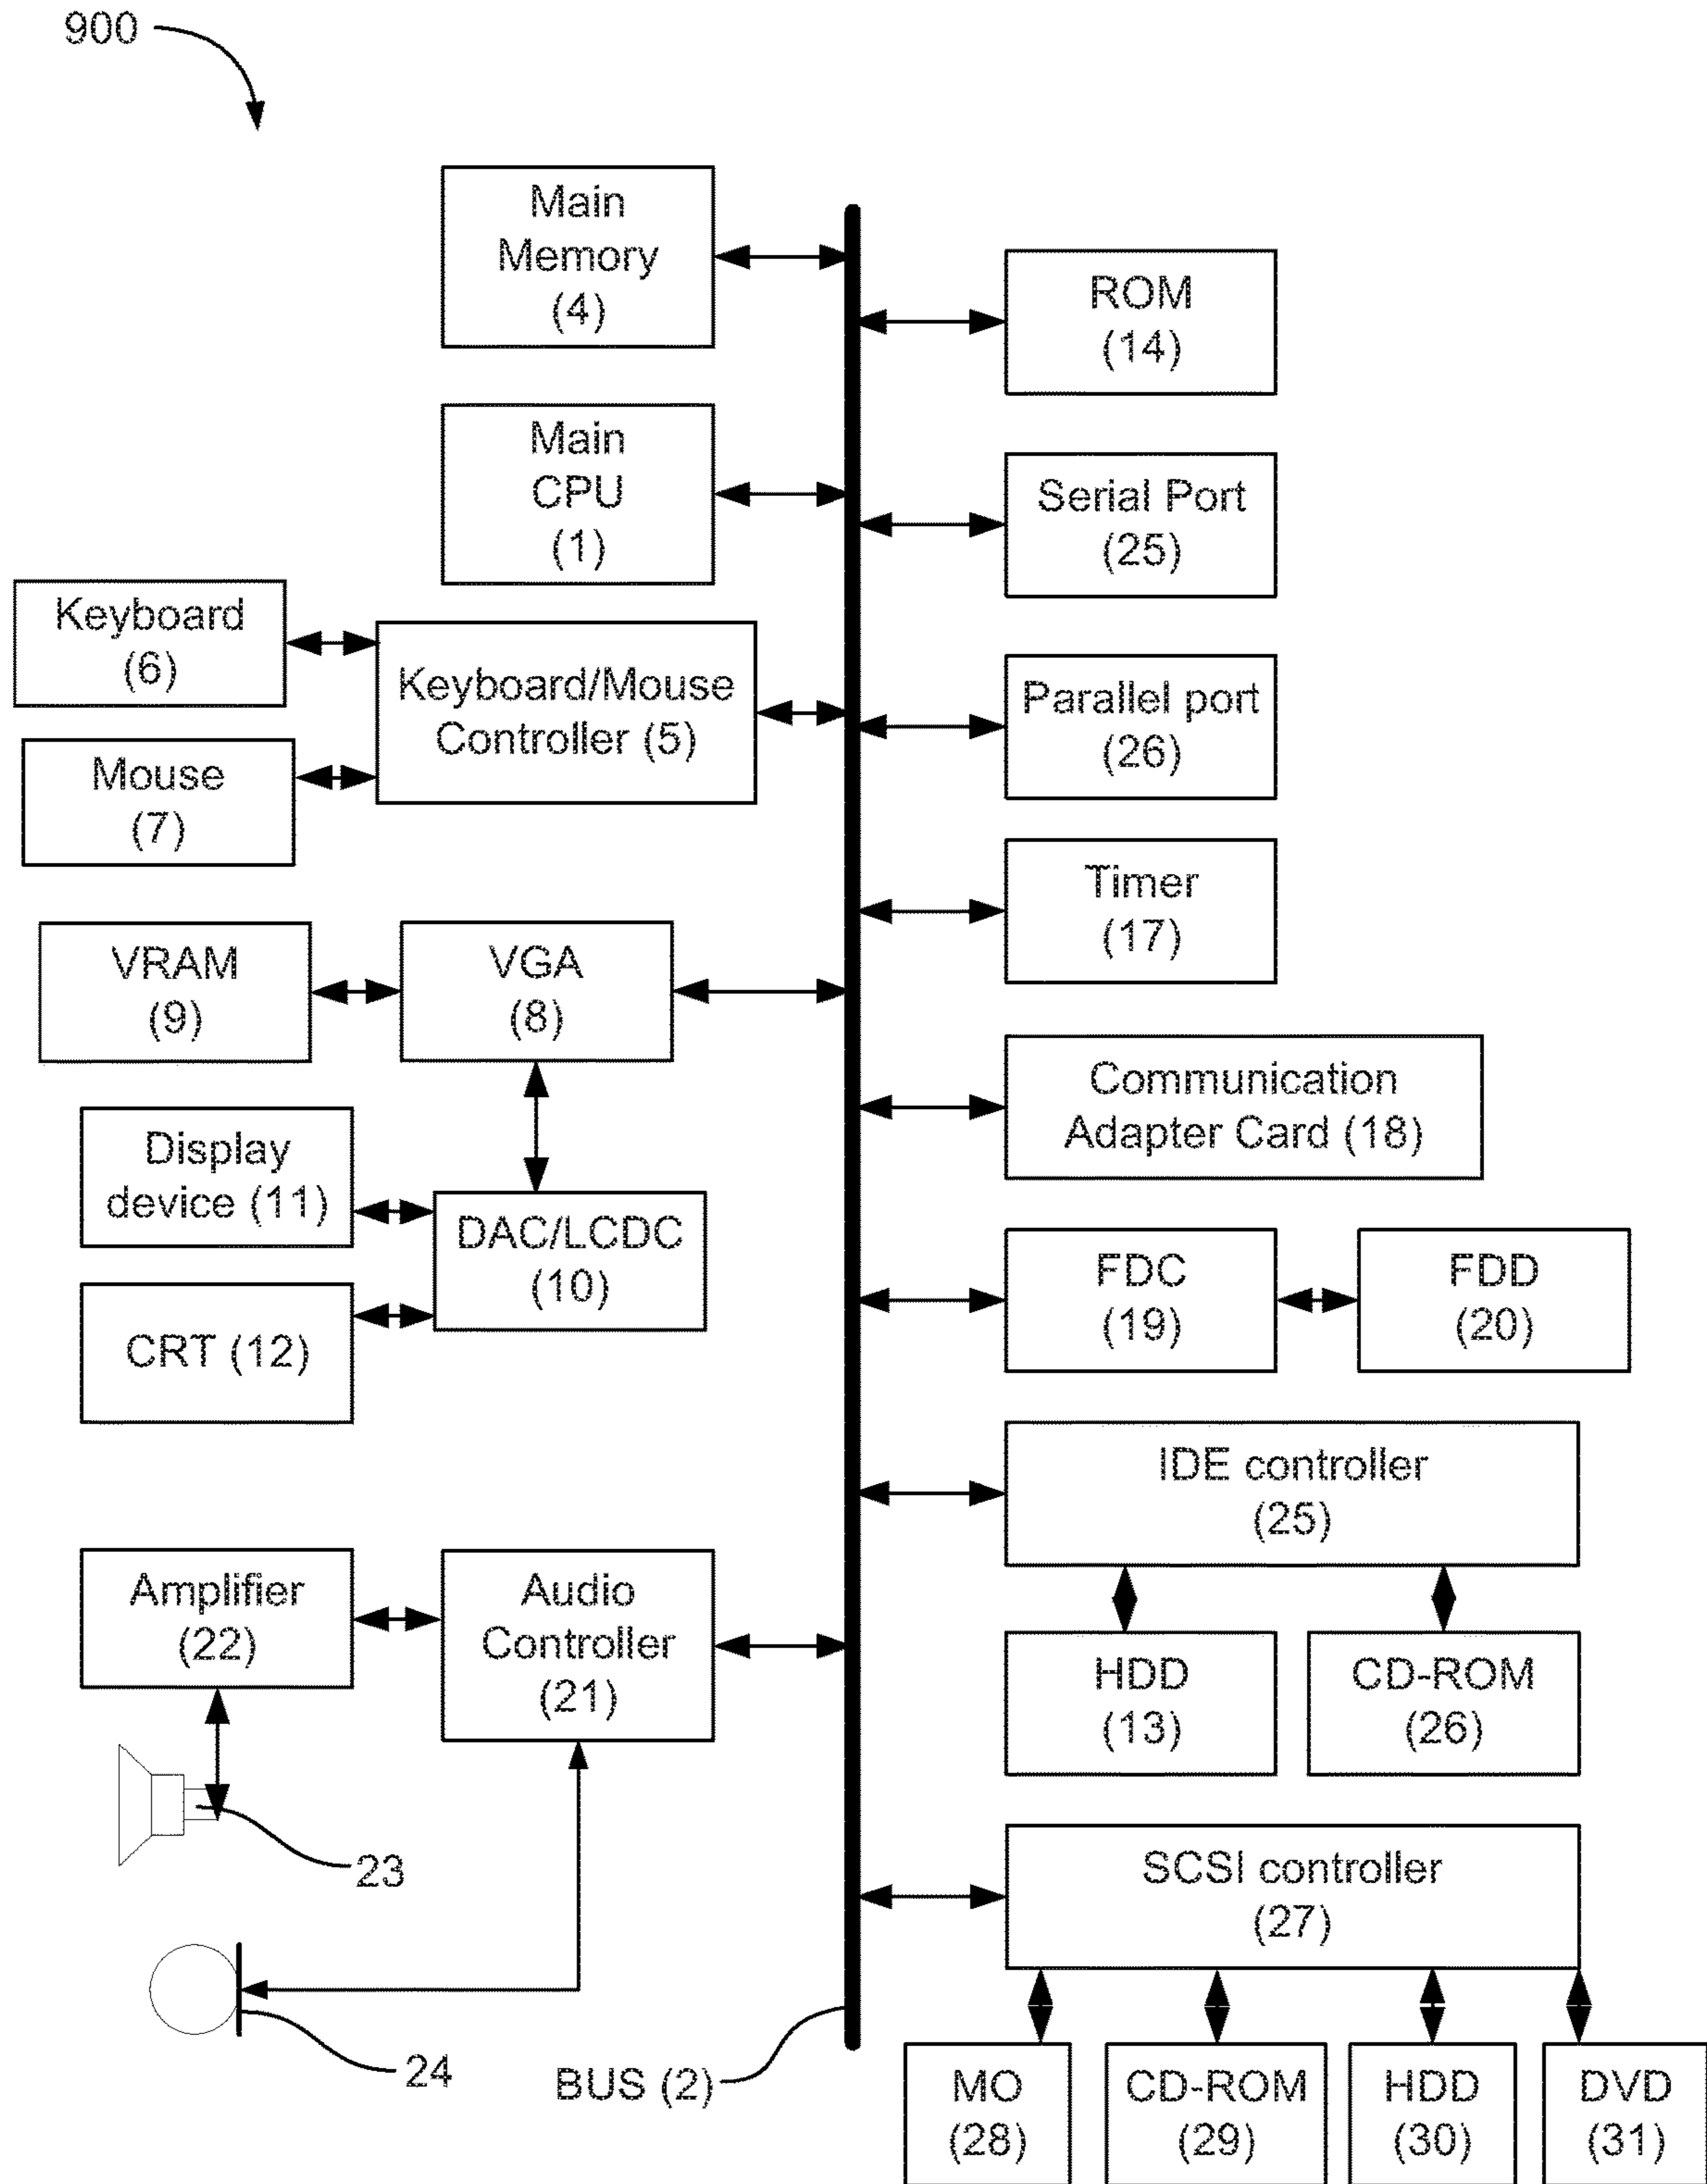 900
Main
Memory
(4)
ROM
(14)
Main
CPU
(1)
Serial Port
(25)
Keyboard
(6)
Keyboard/Mouse
Controller (5)
Parallel port
(26)
Mouse
(7)
Timer
(17)
VRAM
(9)
VGA
(8)
Communication
Adapter Card (18)
Display
device (11)
DAC/LCDC
(10)
FDC
(19)
FDD
(20)
CRT (12)
IDE controller
(25)
Amplifier
(22)
Audio
Controller
(21)
HDD
(13)
CD-ROM
(26)
23
SCSI controller
(27)
24
BUS (2)
MO
(28)
CD-ROM
(29)
HDD
(30)
DVD
(31)